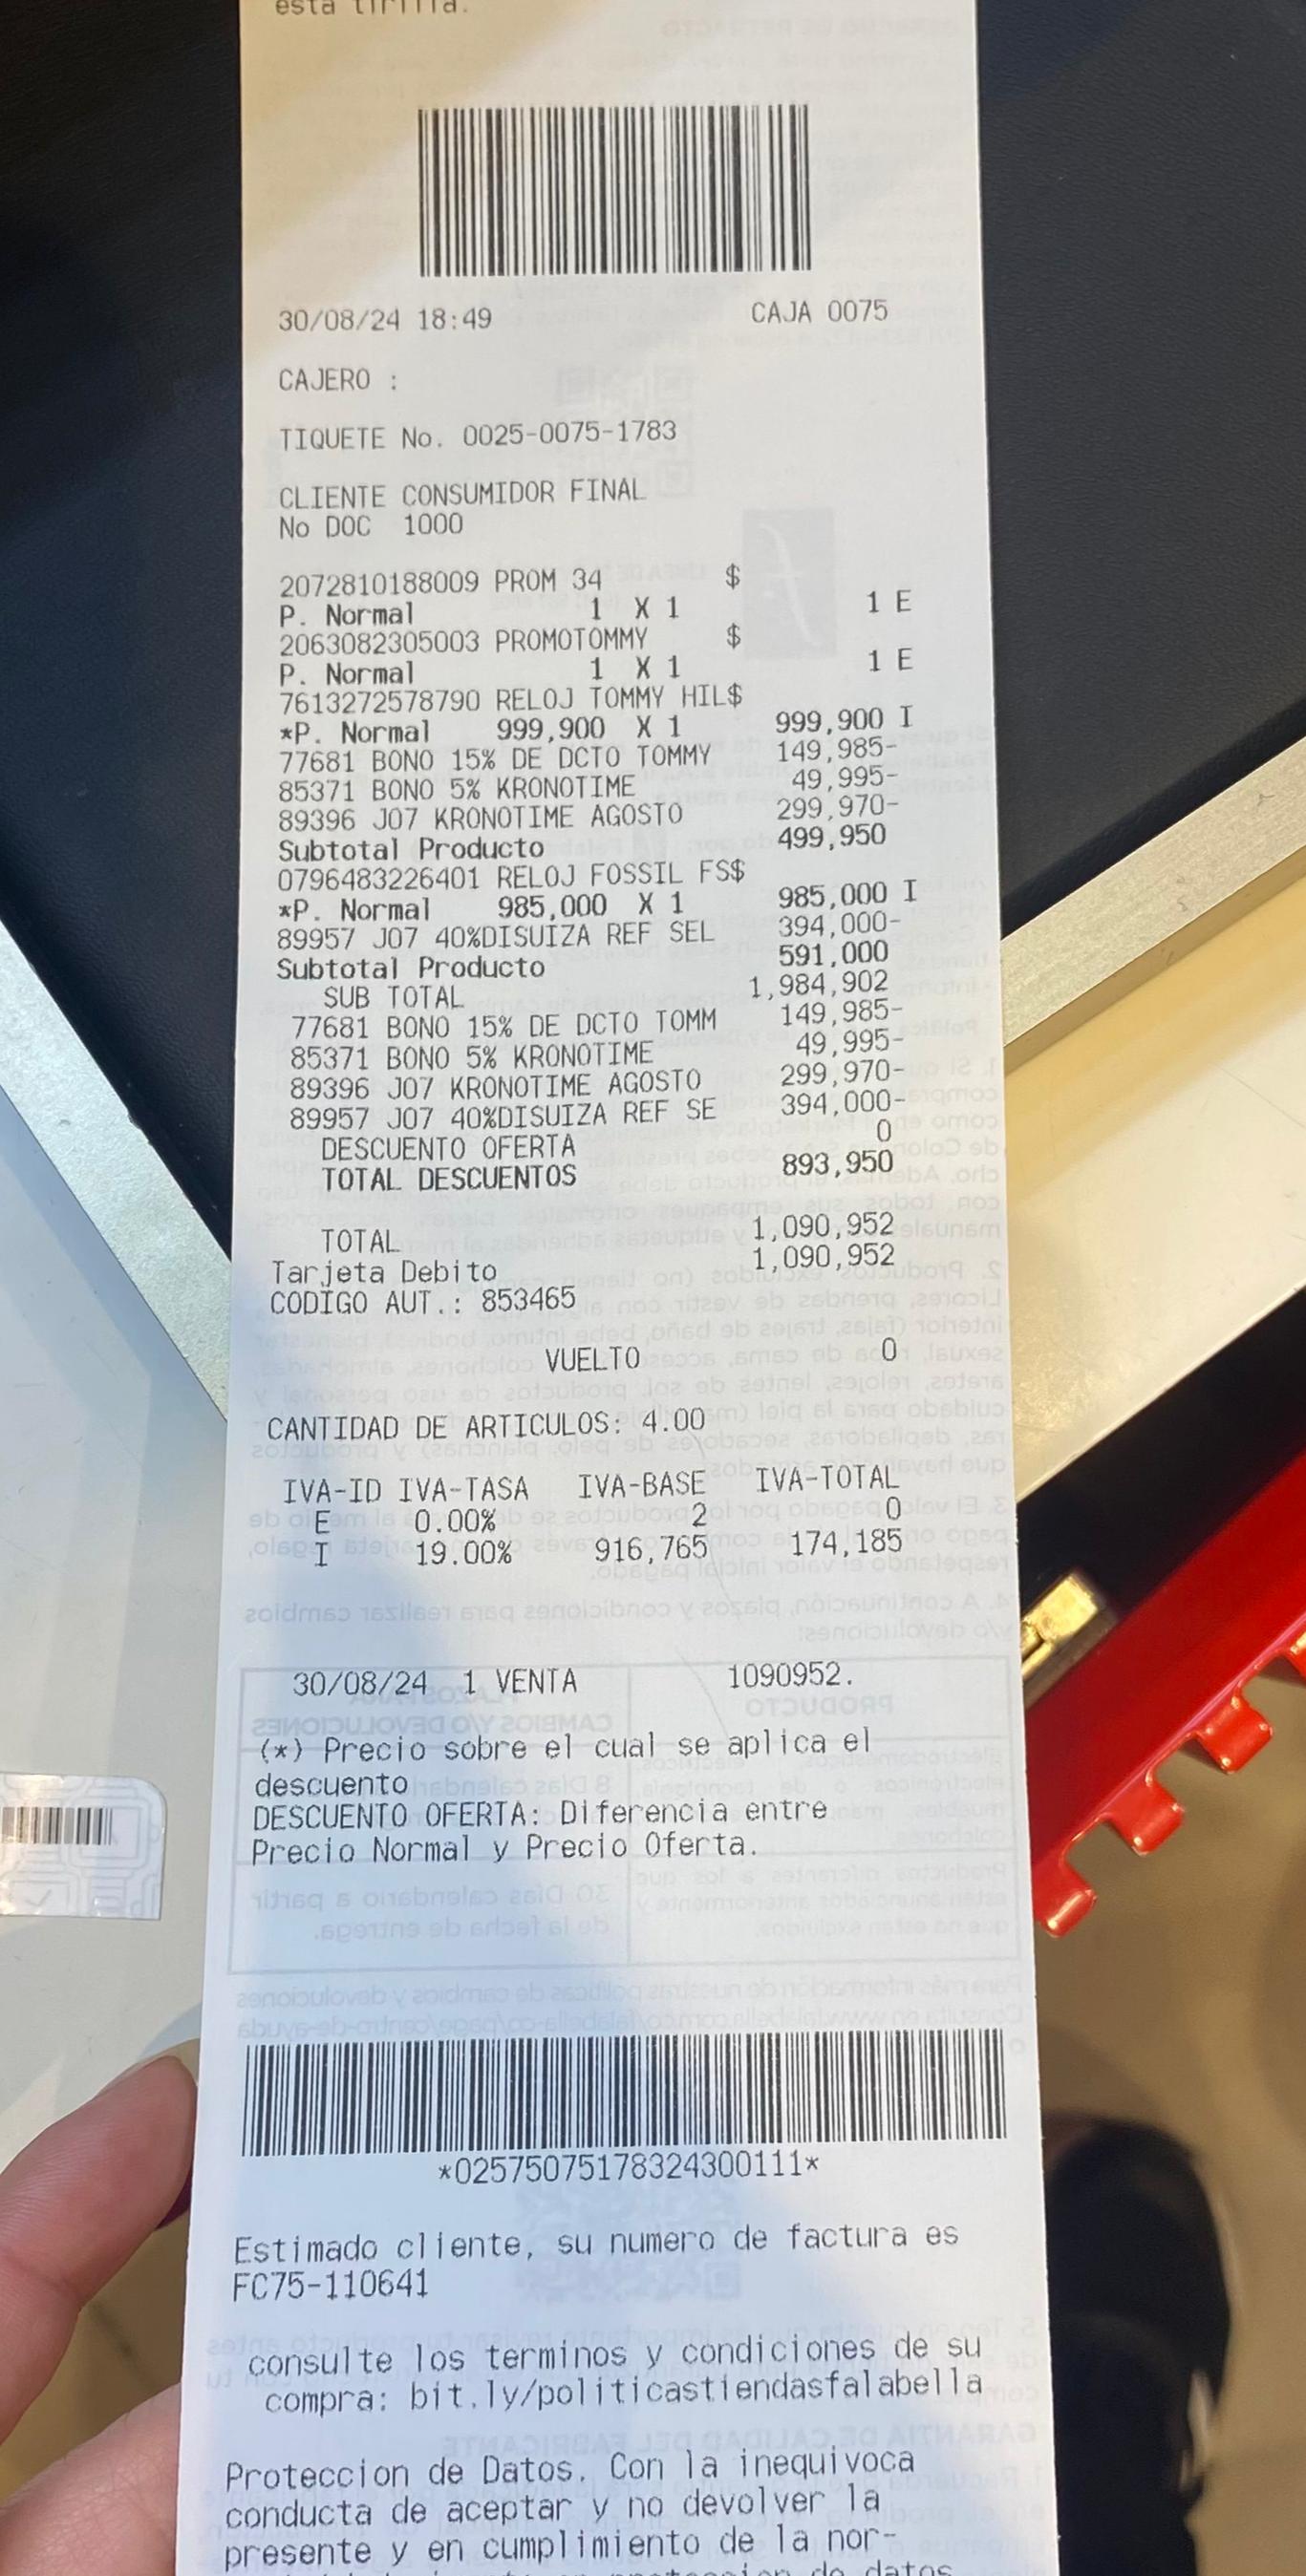 esta tirilla.
30/08/24 18:49 CAJA 0075
CAJERO :
TIQUETE No. 0025-0075-1783
CLIENTE CONSUMIDOR FINAL
No DOC 1000
2072810188009 PROM 34 $
P. Normal 1 X 1 1 E
2063082305003 PROMOTOMMY $
P. Normal 1 X 1 1 E
7613272578790 RELOJ TOMMY HIL$
*P. Normal 999,900 X 1 999,900 I
77681 BONO 15% DE DCTO TOMMY 149,985-
85371 BONO 5% KRONOTIME 49,995-
89396 J07 KRONOTIME AGOSTO 299,970-
Subtotal Producto 499,950
0796483226401 RELOJ FOSSIL FS$
*P. Normal 985,000 X 1 985,000 I
89957 J07 40%DISUIZA REF SEL 394,000-
Subtotal Producto 591,000
SUB TOTAL 1,984,902
77681 BONO 15% DE DCTO TOMM 149,985-
85371 BONO 5% KRONOTIME 49,995-
89396 J07 KRONOTIME AGOSTO 299,970-
89957 J07 40%DISUIZA REF SE 394,000-
DESCUENTO OFERTA 0
TOTAL DESCUENTOS 893,950
TOTAL 1,090,952
Tarjeta Debito 1,090,952
CODIGO AUT.: 853465
VUELTO 0
CANTIDAD DE ARTICULOS: 4.00
IVA-ID IVA-TASA IVA-BASE IVA-TOTAL
E 0.00% 2 0
I 19.00% 916,765 174,185
30/08/24 1 VENTA 1090952.
(*) Precio sobre el cual se aplica el
descuento
DESCUENTO OFERTA: Diferencia entre
Precio Normal y Precio Oferta.
*02575075178324300111*
Estimado cliente, su numero de factura es
FC75-110641
consulte los terminos y condiciones de su
compra: bit.ly/politicastiendasfalabella
Proteccion de Datos. Con la inequivoca
conducta de aceptar y no devolver la
presente y en cumplimiento de la nor-